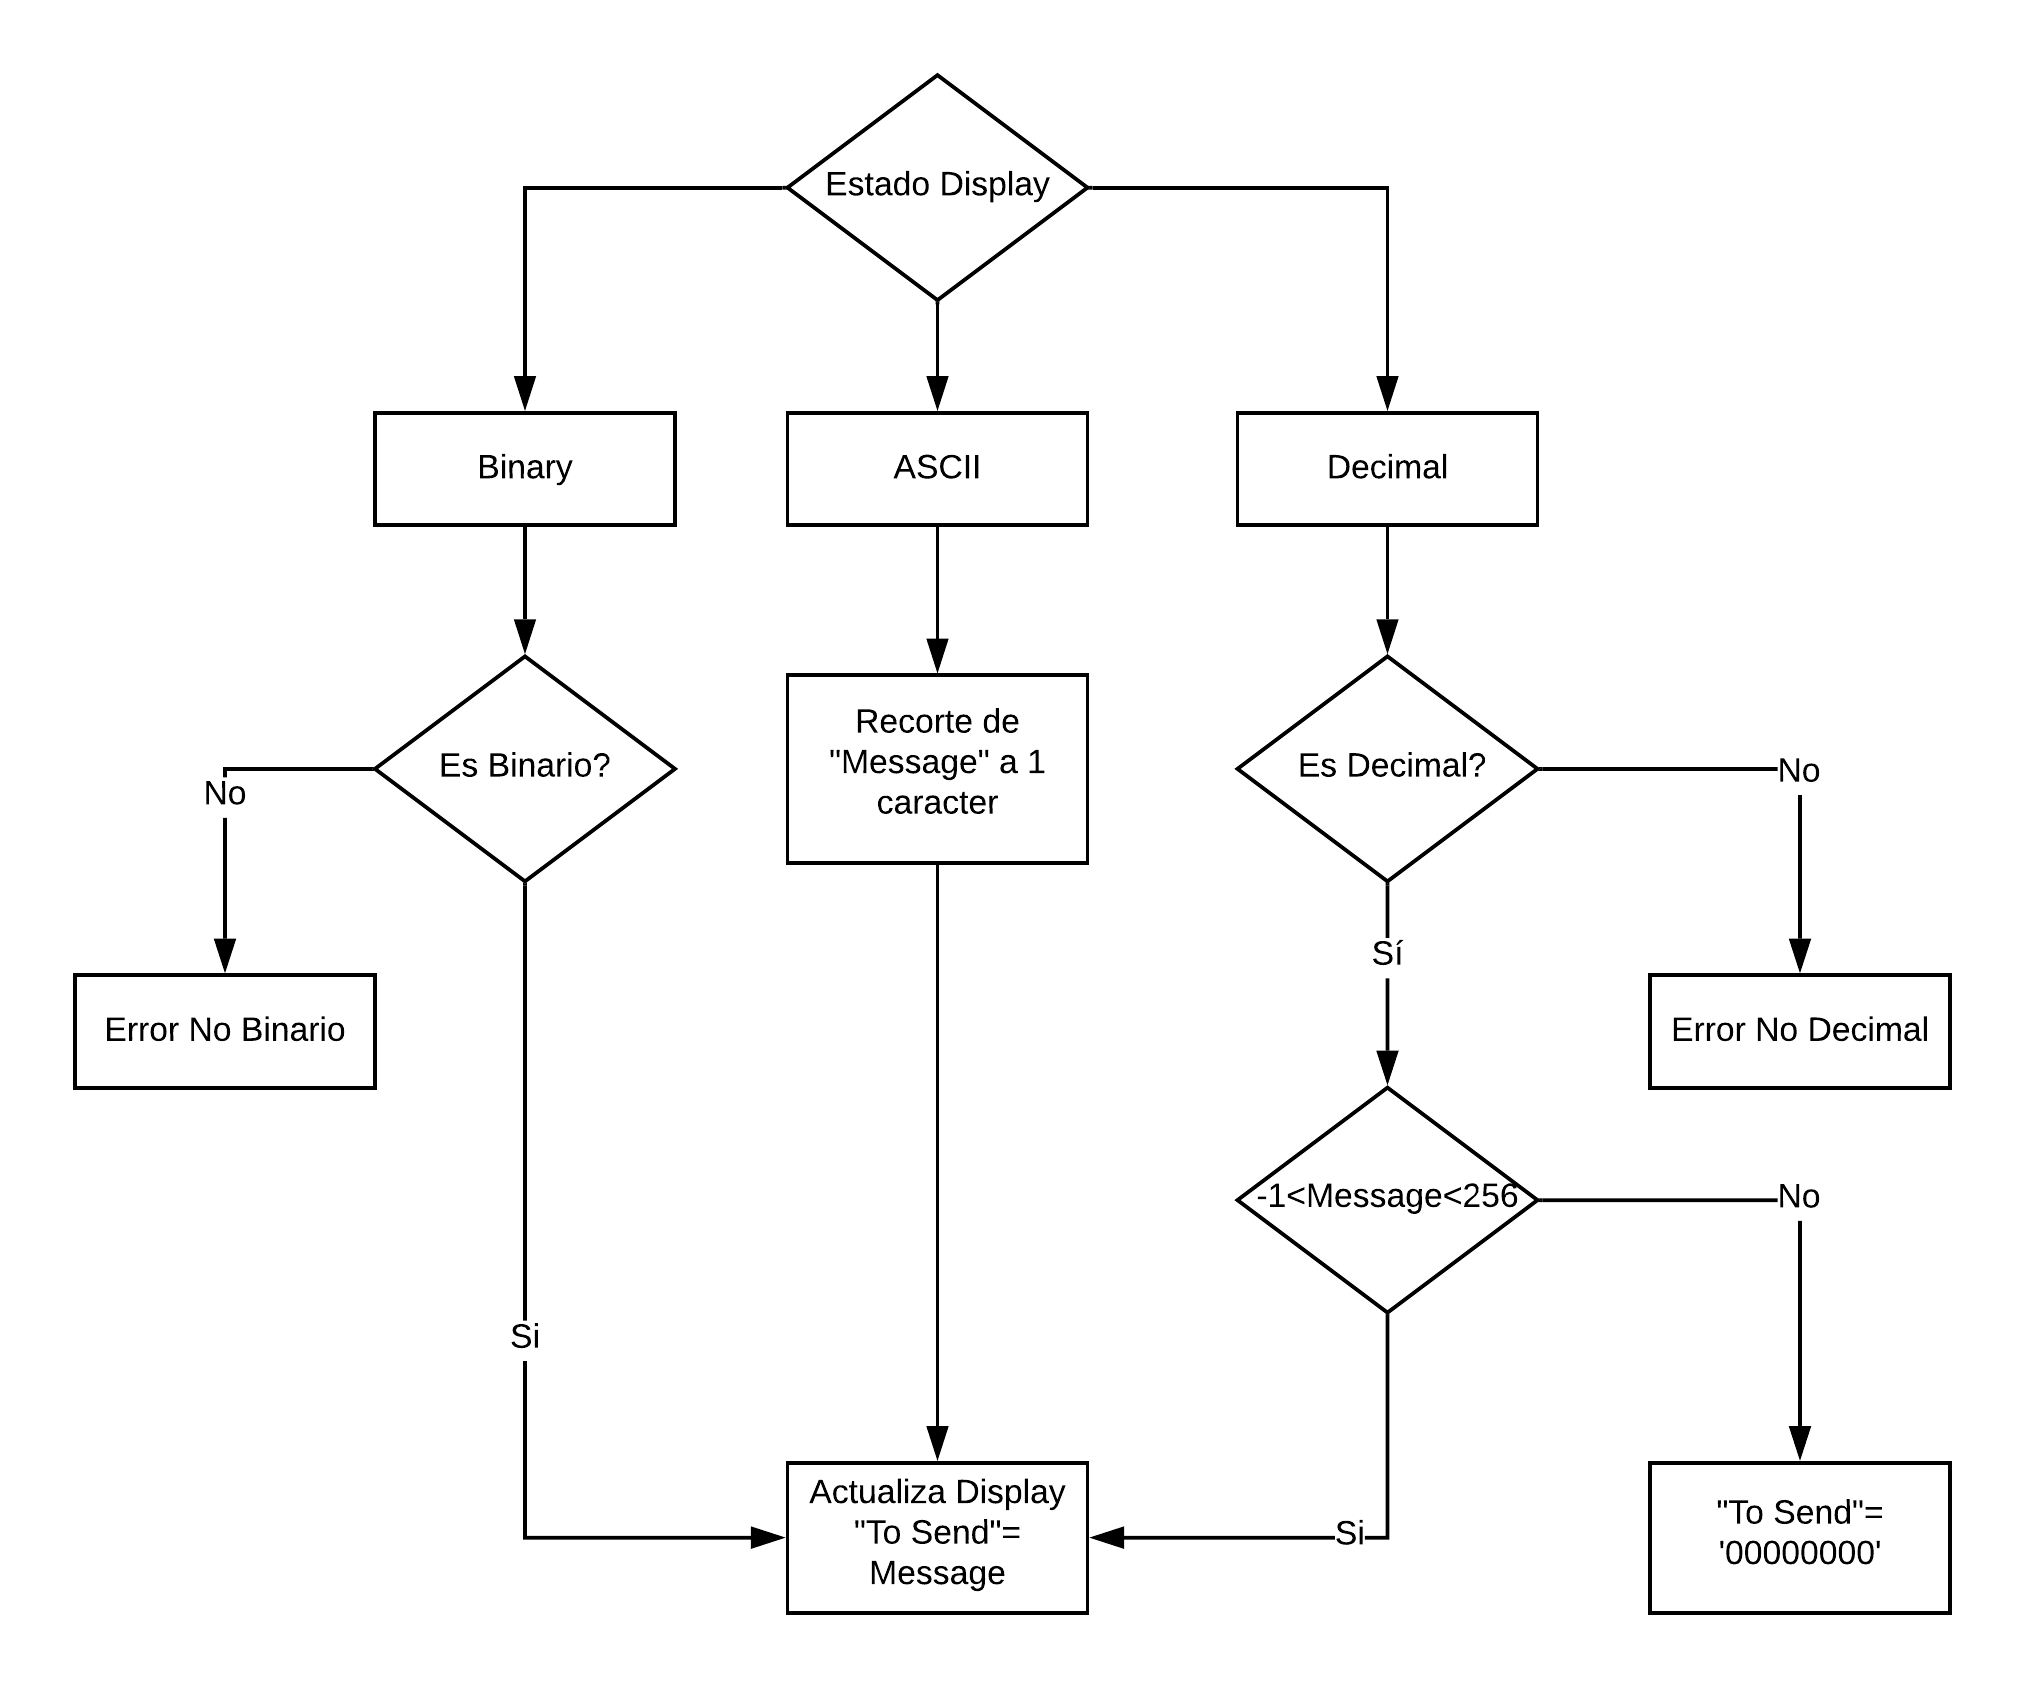 Estado Display
Binary
ASCII
Decimal
Recorte de
"Message" a 1
caracter
Es Binario?
Es Decimal?
No
No
Sí
Error No Binario
Error No Decimal
-1<Message<256
No
Si
Actualiza Display
"To Send"=
Message
Si
"To Send"=
'00000000'